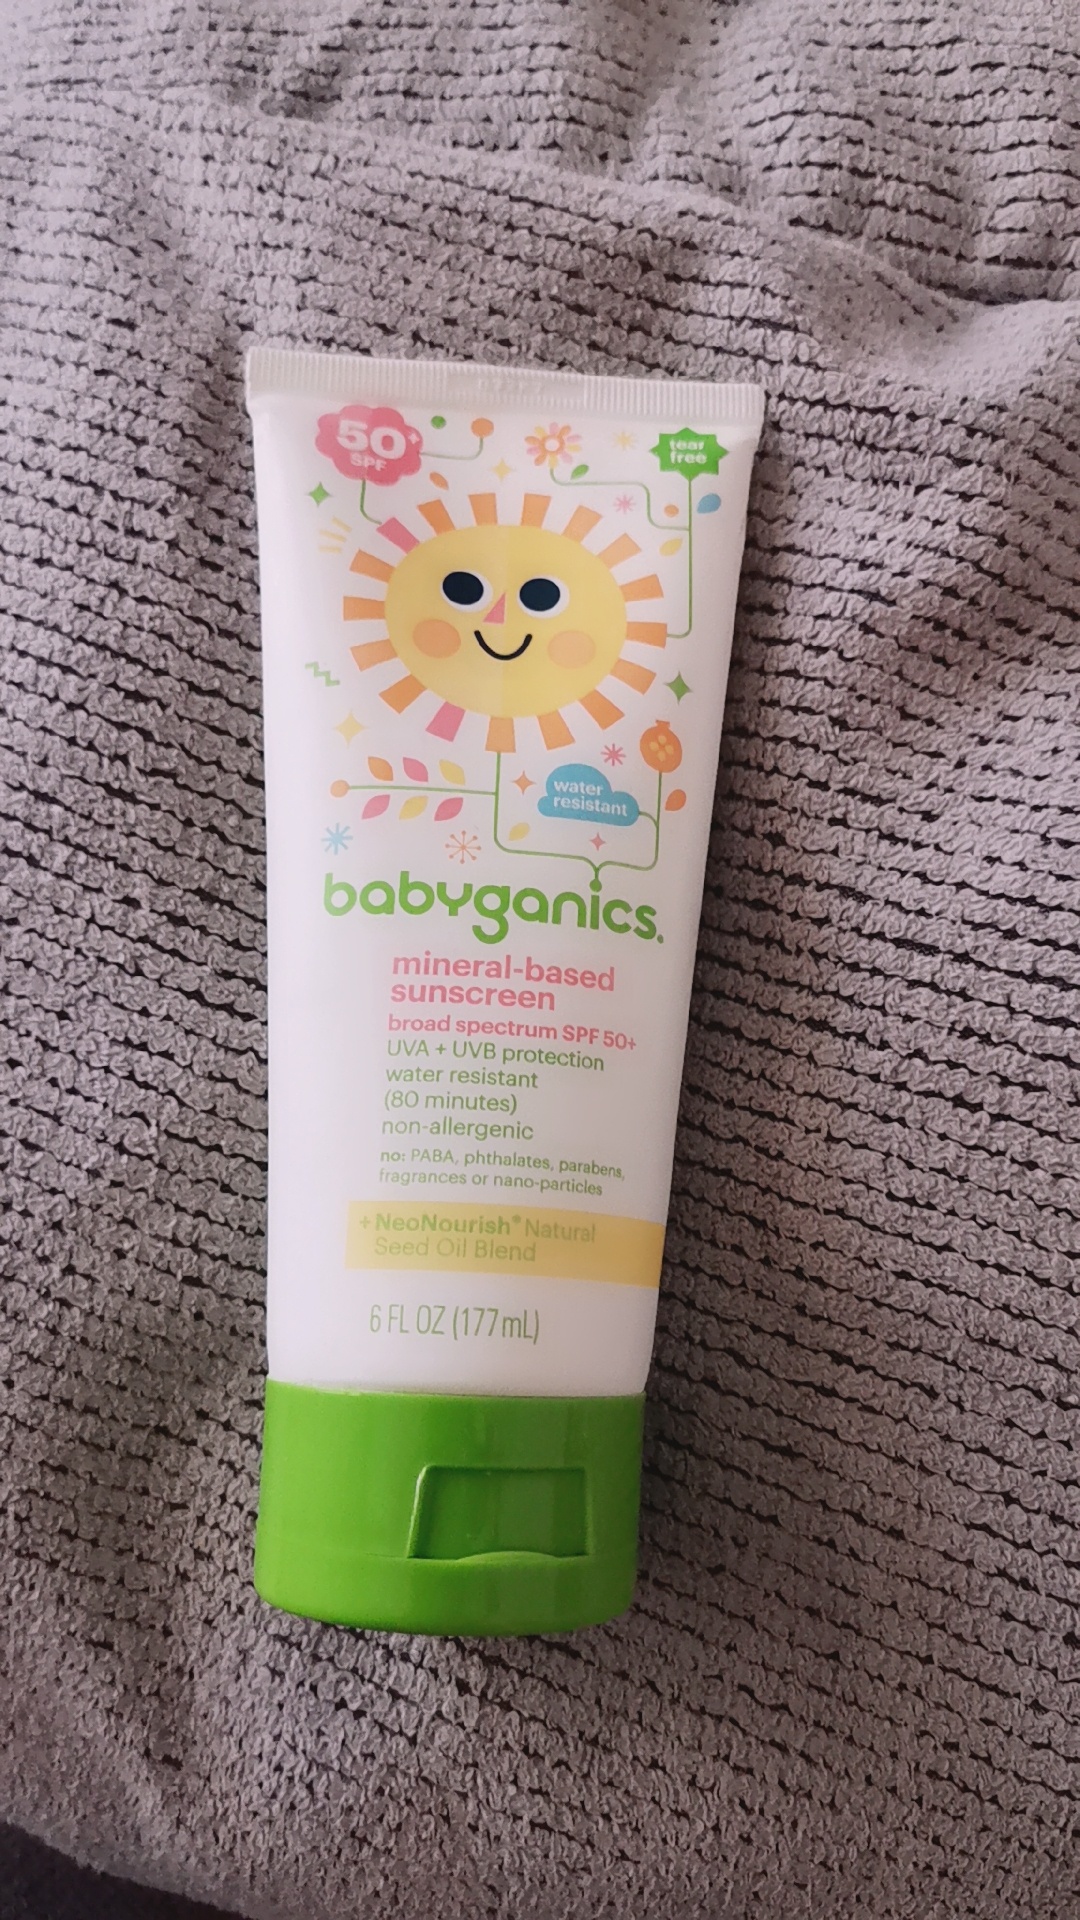 50+
SPF
tear
free
water
resistant
babyganics.
mineral-based
sunscreen
broad spectrum SPF 50+
UVA + UVB protection
water resistant
(80 minutes)
non-allergenic
no: PABA, phthalates, parabens,
fragrances or nano-particles
+NeoNourish® Natural
Seed Oil Blend
6 FL OZ (177mL)